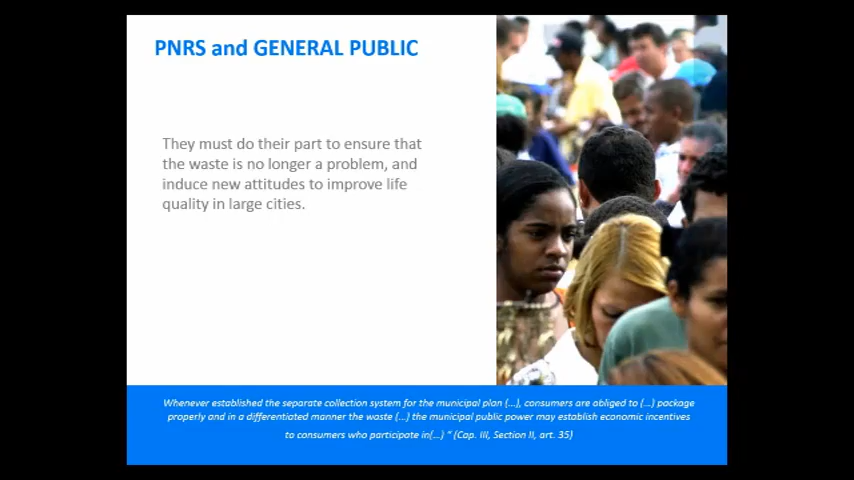 PNRS and GENERAL PUBLIC
They must do their part to ensure that
the waste is no longer a problem, and
induce new attitudes to improve life
quality in large cities.
Whenever established the separate collection system for the municipal plan (...), consumers are obliged to (...) package
properly and in a differentiated manner the waste (...) the municipal public power may establish economic incentives
to consumers who participate in(...) “ (Cap. III, Section II, art. 35)